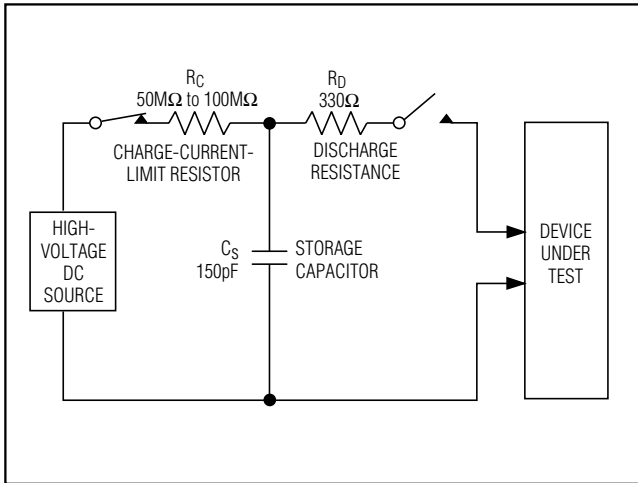 R_C
50MΩ to 100MΩ
CHARGE-CURRENT-
LIMIT RESISTOR
R_D
330Ω
DISCHARGE
RESISTANCE
HIGH-
VOLTAGE
DC
SOURCE
C_S
150pF
STORAGE
CAPACITOR
DEVICE
UNDER
TEST